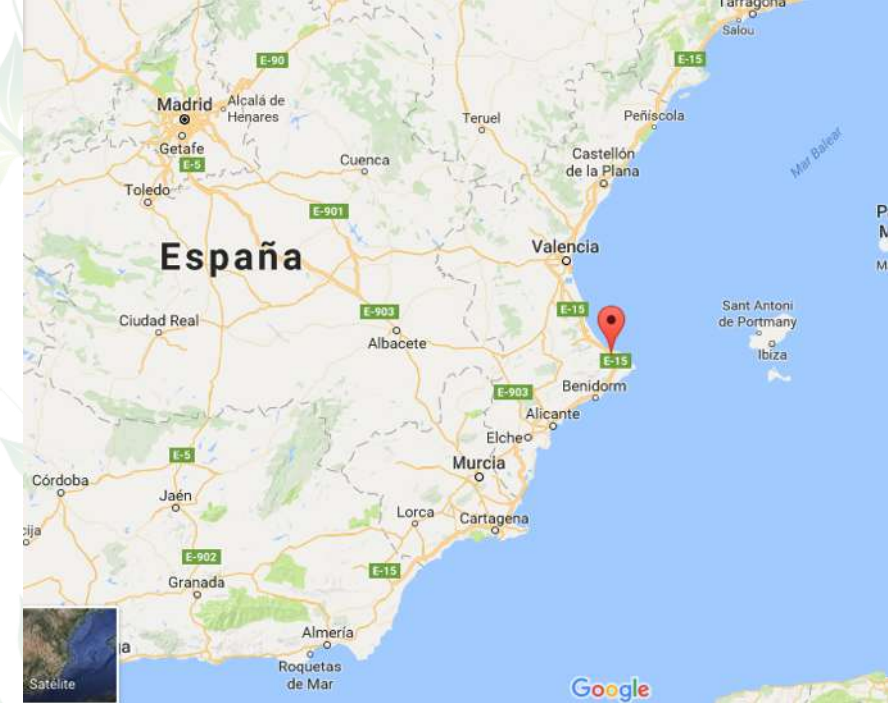 Tarragona
Salou
E-90
E-15
Madrid
Alcalá de
Henares
Teruel
Peñíscola
Getafe
E-5
Cuenca
Castellón
de la Plana
Mar Balear
Toledo
E-901
España
Valencia
Sant Antoni
de Portmany
Ibiza
E-903
E-15
Ciudad Real
Albacete
E-15
E-903
Benidorm
Alicante
Elche
E-5
Murcia
Córdoba
Jaén
Lorca
Cartagena
E-902
E-15
Granada
Almería
Roquetas
de Mar
Satélite
Google